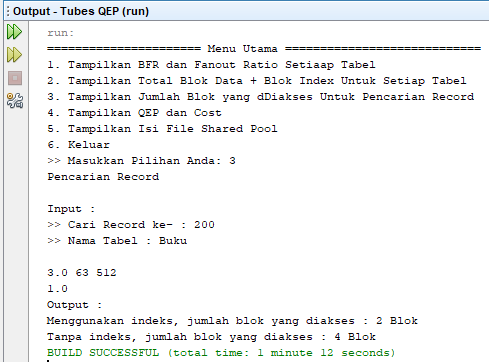 Output - Tubes QEP (run)
run:
====================== Menu Utama ============================
1. Tampilkan BFR dan Fanout Ratio Setiaap Tabel
2. Tampilkan Total Blok Data + Blok Index Untuk Setiap Tabel
3. Tampilkan Jumlah Blok yang dDiakses Untuk Pencarian Record
4. Tampilkan QEP dan Cost
5. Tampilkan Isi File Shared Pool
6. Keluar
>> Masukkan Pilihan Anda: 3
Pencarian Record
Input :
>> Cari Record ke- : 200
>> Nama Tabel : Buku
3.0 63 512
1.0
Output :
Menggunakan indeks, jumlah blok yang diakses : 2 Blok
Tanpa indeks, jumlah blok yang diakses : 4 Blok
BUILD SUCCESSFUL (total time: 1 minute 12 seconds)